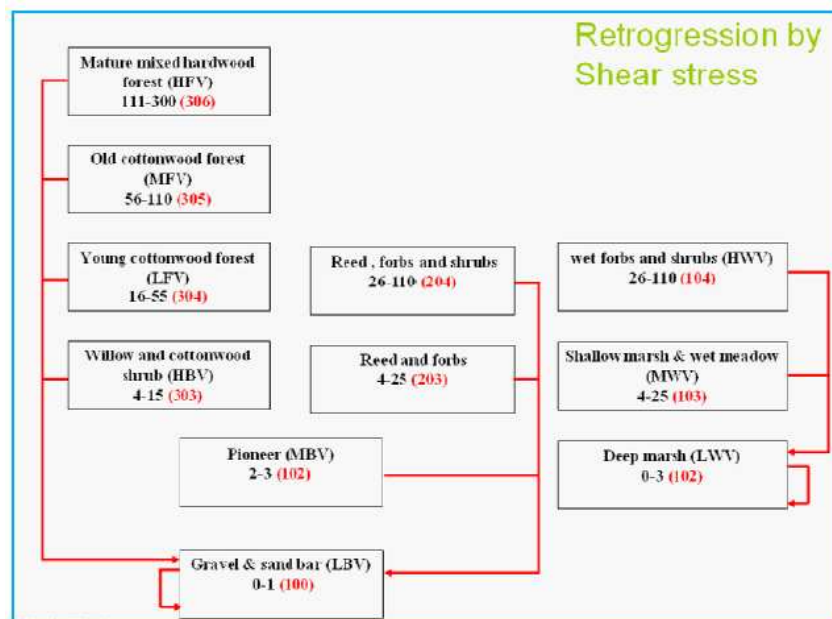 Retrogression by
Shear stress
Mature mixed hardwood
forest (HFV)
111-300 (306)
Old cottonwood forest
(MFV)
56-110 (305)
Young cottonwood forest
(LFV)
16-55 (304)
Reed , forbs and shrubs
26-110 (204)
wet forbs and shrubs (HWV)
26-110 (104)
Willow and cottonwood
shrub (HBV)
4-15 (303)
Reed and forbs
4-25 (203)
Shallow marsh & wet meadow
(MWV)
4-25 (103)
Pioneer (MBV)
2-3 (102)
Deep marsh (LWV)
0-3 (102)
Gravel & sand bar (LBV)
0-1 (100)